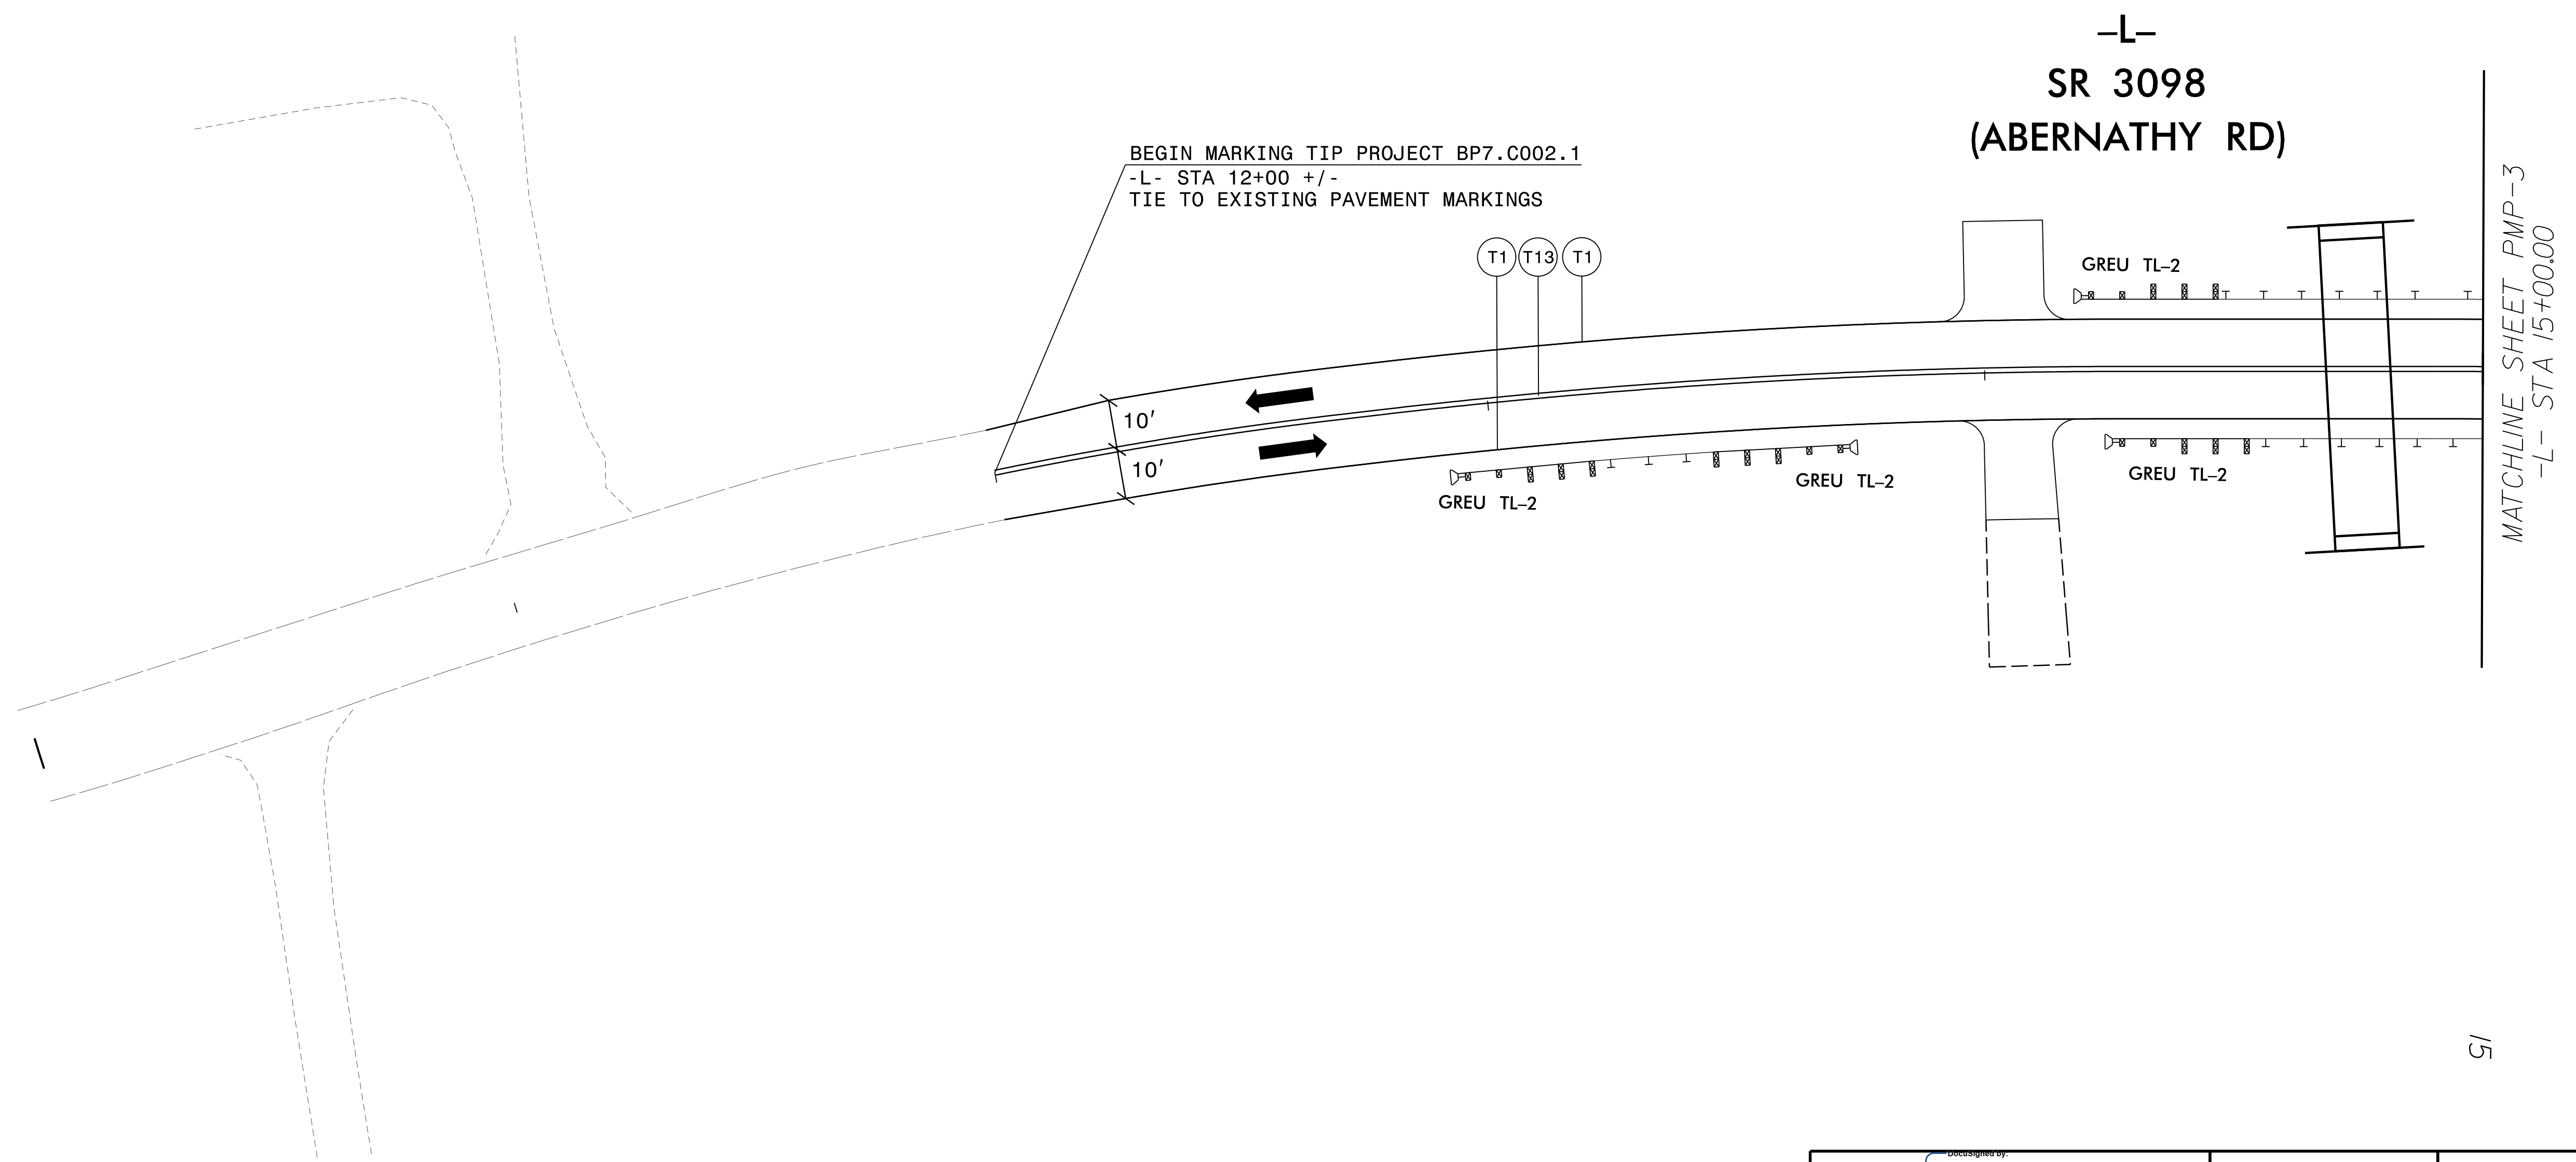 –L–
SR 3098
(ABERNATHY RD)
BEGIN MARKING TIP PROJECT BP7.C002.1
-L- STA 12+00 +/-
TIE TO EXISTING PAVEMENT MARKINGS
T1 T13 T1
GREU TL–2
10'
10'
GREU TL–2
GREU TL–2
GREU TL–2
MATCHLINE SHEET PMP-3
-L- STA 15+00.00
15
DocuSigned by: